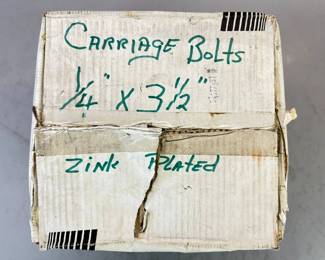 CARRIAGE BOLTS
1/4" X 3 1/2"
Zink Plated